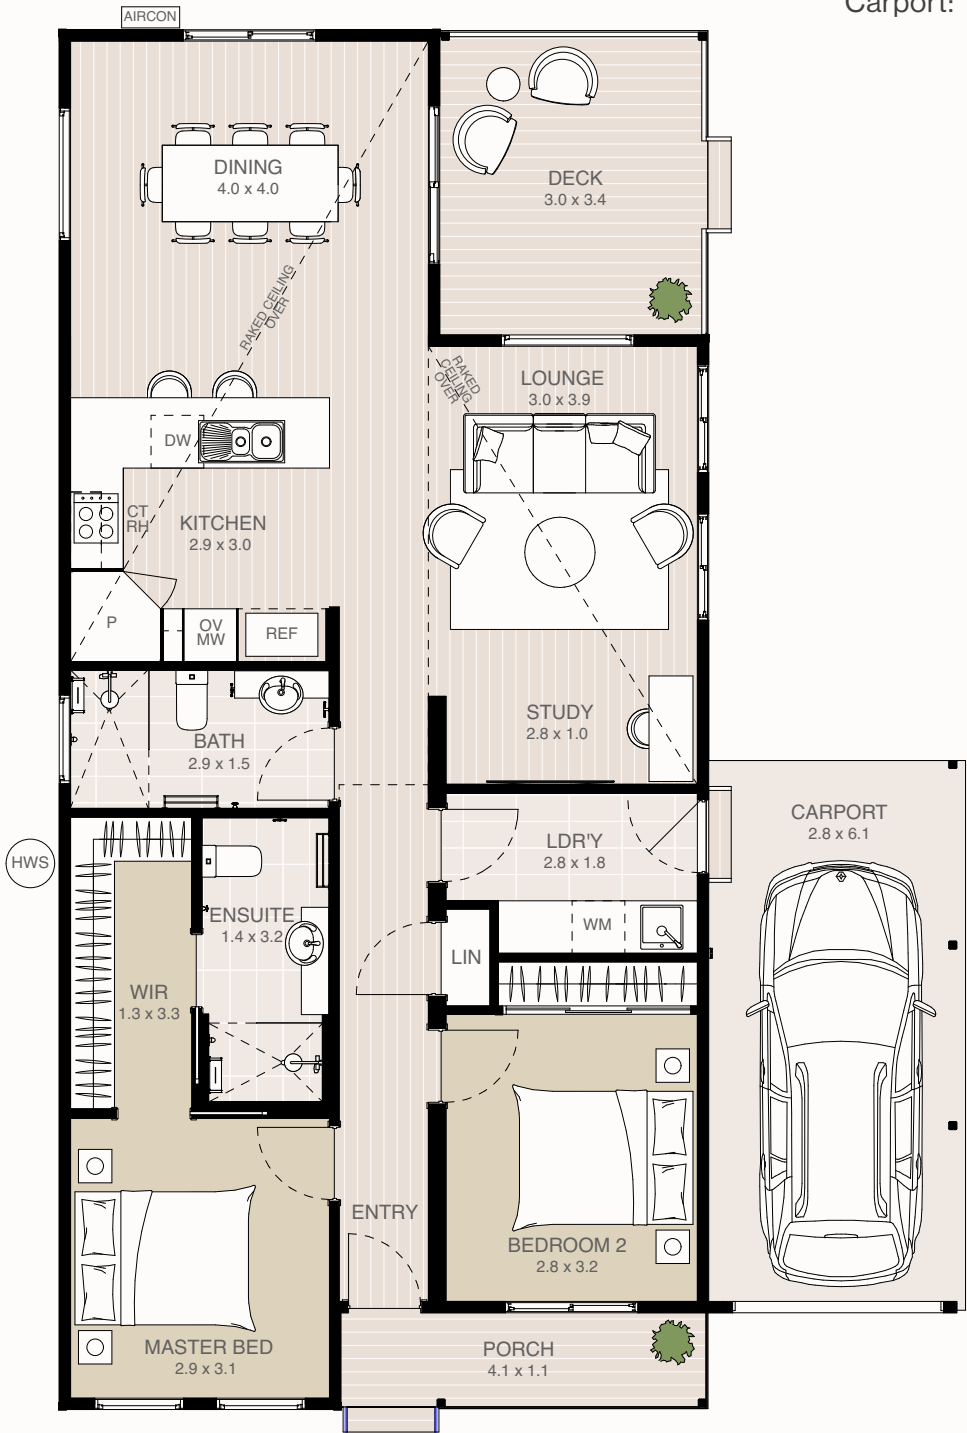 Carport:
AIRCON
DINING
4.0 x 4.0
DECK
3.0 x 3.4
RAKED CEILING
OVER
RAKED
CEILING
OVER
LOUNGE
3.0 x 3.9
DW
CT
RH
KITCHEN
2.9 x 3.0
P
OV
MW
REF
STUDY
2.8 x 1.0
BATH
2.9 x 1.5
CARPORT
2.8 x 6.1
LDR'Y
2.8 x 1.8
HWS
ENSUITE
1.4 x 3.2
WM
LIN
WIR
1.3 x 3.3
ENTRY
BEDROOM 2
2.8 x 3.2
MASTER BED
2.9 x 3.1
PORCH
4.1 x 1.1